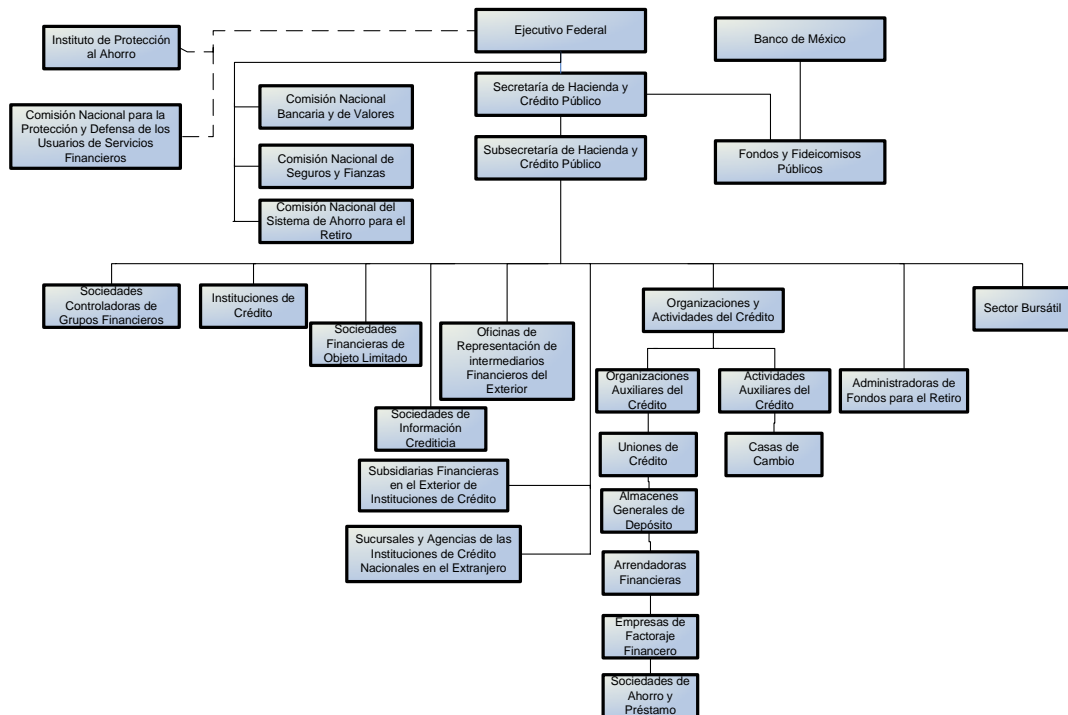 Instituto de Protección
al Ahorro
Ejecutivo Federal
Banco de México
Comisión Nacional para la
Protección y Defensa de los
Usuarios de Servicios
Financieros
Comisión Nacional
Bancaria y de Valores
Secretaría de Hacienda y
Crédito Público
Comisión Nacional de
Seguros y Fianzas
Subsecretaría de Hacienda y
Crédito Público
Fondos y Fideicomisos
Públicos
Comisión Nacional del
Sistema de Ahorro para el
Retiro
Sociedades
Controladoras de
Grupos Financieros
Instituciones de
Crédito
Sociedades
Financieras de
Objeto Limitado
Oficinas de
Representación de
intermediarios
Financieros del
Exterior
Organizaciones y
Actividades del Crédito
Sector Bursátil
Organizaciones
Auxiliares del
Crédito
Actividades
Auxiliares del
Crédito
Administradoras de
Fondos para el Retiro
Sociedades de
Información
Crediticia
Uniones de
Crédito
Casas de
Cambio
Subsidiarias Financieras
en el Exterior de
Instituciones de Crédito
Almacenes
Generales de
Depósito
Sucursales y Agencias de las
Instituciones de Crédito
Nacionales en el Extranjero
Arrendadoras
Financieras
Empresas de
Factoraje
Financero
Sociedades de
Ahorro y
Préstamo